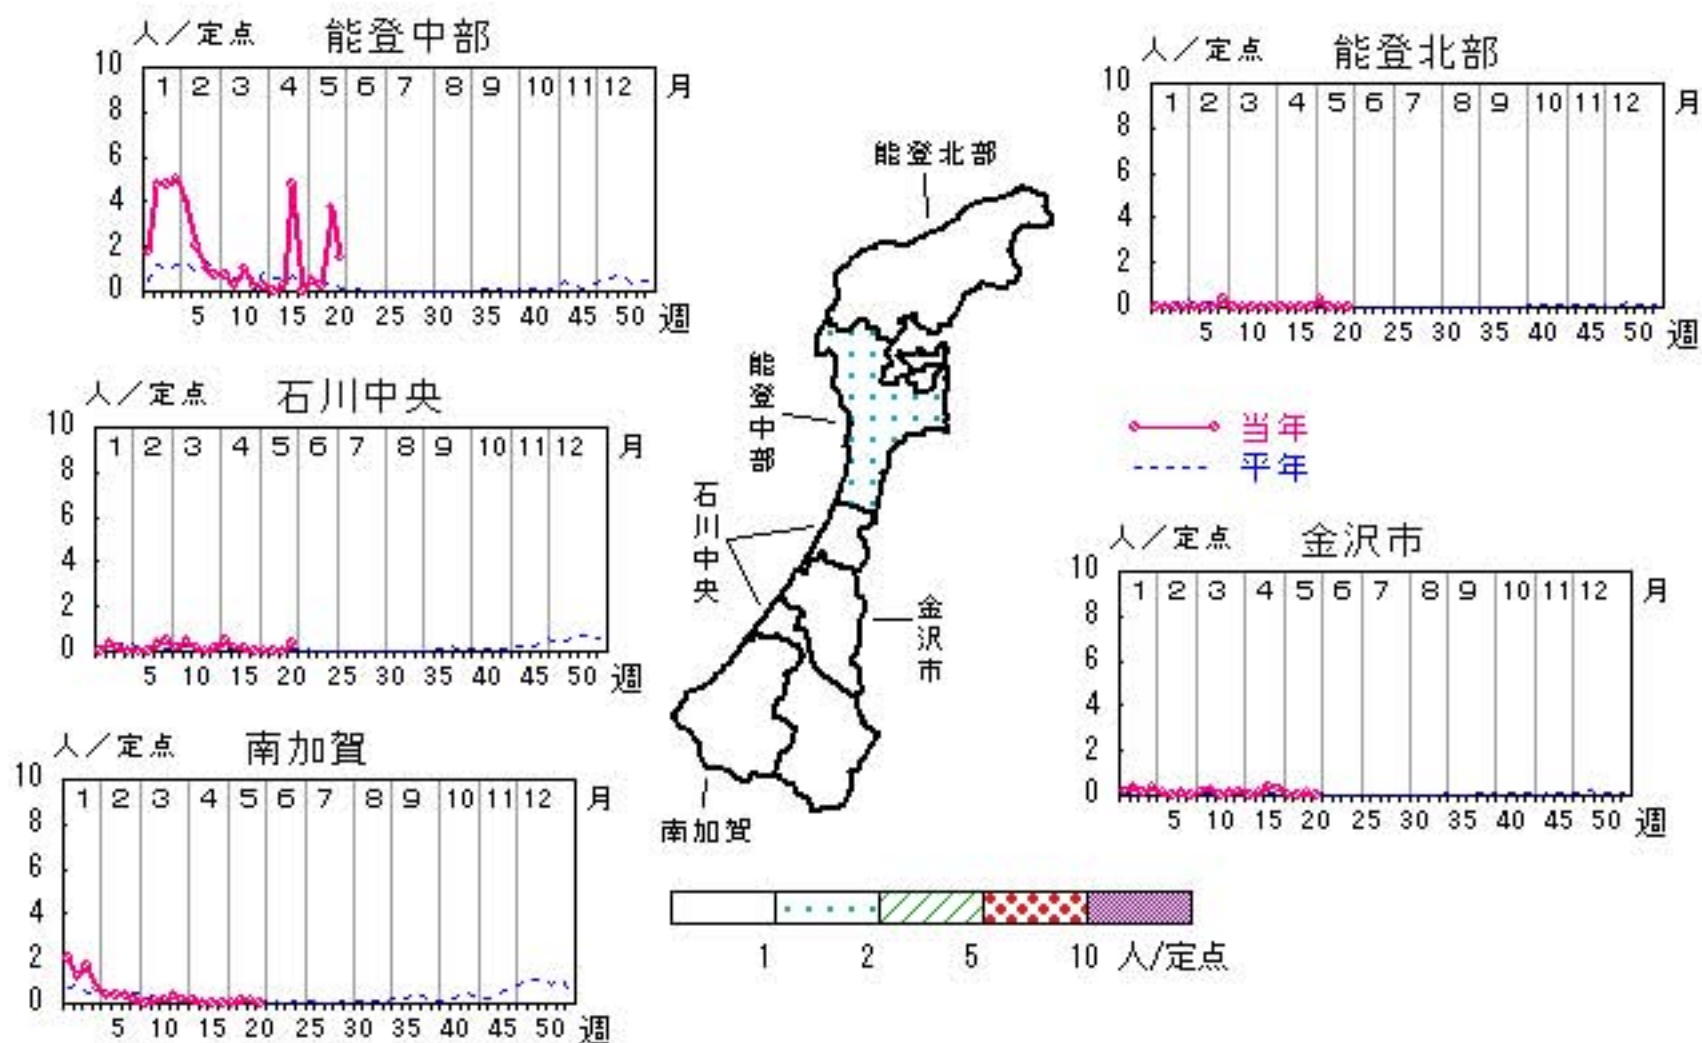 人／定点 能登中部
10 8 6 4 2 0
1 2 3 4 5 6 7 8 9 10 11 12 月
5 10 15 20 25 30 35 40 45 50 週
人／定点 能登北部
10 8 6 4 2 0
1 2 3 4 5 6 7 8 9 10 11 12 月
5 10 15 20 25 30 35 40 45 50 週
能登北部
能登中部
石川中央
金沢市
南加賀
当年
平年
人／定点 石川中央
10 8 6 4 2 0
1 2 3 4 5 6 7 8 9 10 11 12 月
5 10 15 20 25 30 35 40 45 50 週
人／定点 金沢市
10 8 6 4 2 0
1 2 3 4 5 6 7 8 9 10 11 12 月
5 10 15 20 25 30 35 40 45 50 週
人／定点 南加賀
10 8 6 4 2 0
1 2 3 4 5 6 7 8 9 10 11 12 月
5 10 15 20 25 30 35 40 45 50 週
1 2 5 10 人/定点